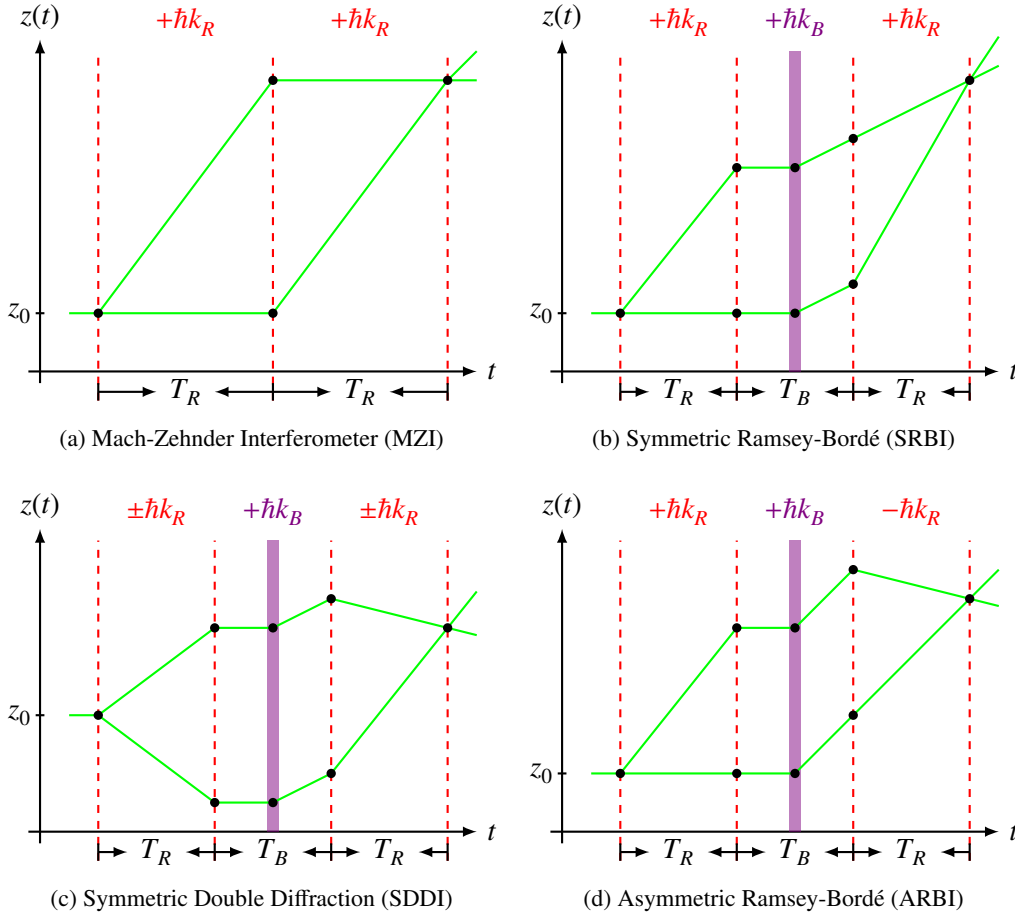 z(t) +ħk_R +ħk_R
z_0
t
T_R T_R
(a) Mach-Zehnder Interferometer (MZI)
z(t) +ħk_R +ħk_B +ħk_R
z_0
t
T_R T_B T_R
(b) Symmetric Ramsey-Bordé (SRBI)
z(t) ±ħk_R +ħk_B ±ħk_R
z_0
t
T_R T_B T_R
(c) Symmetric Double Diffraction (SDDI)
z(t) +ħk_R +ħk_B −ħk_R
z_0
t
T_R T_B T_R
(d) Asymmetric Ramsey-Bordé (ARBI)